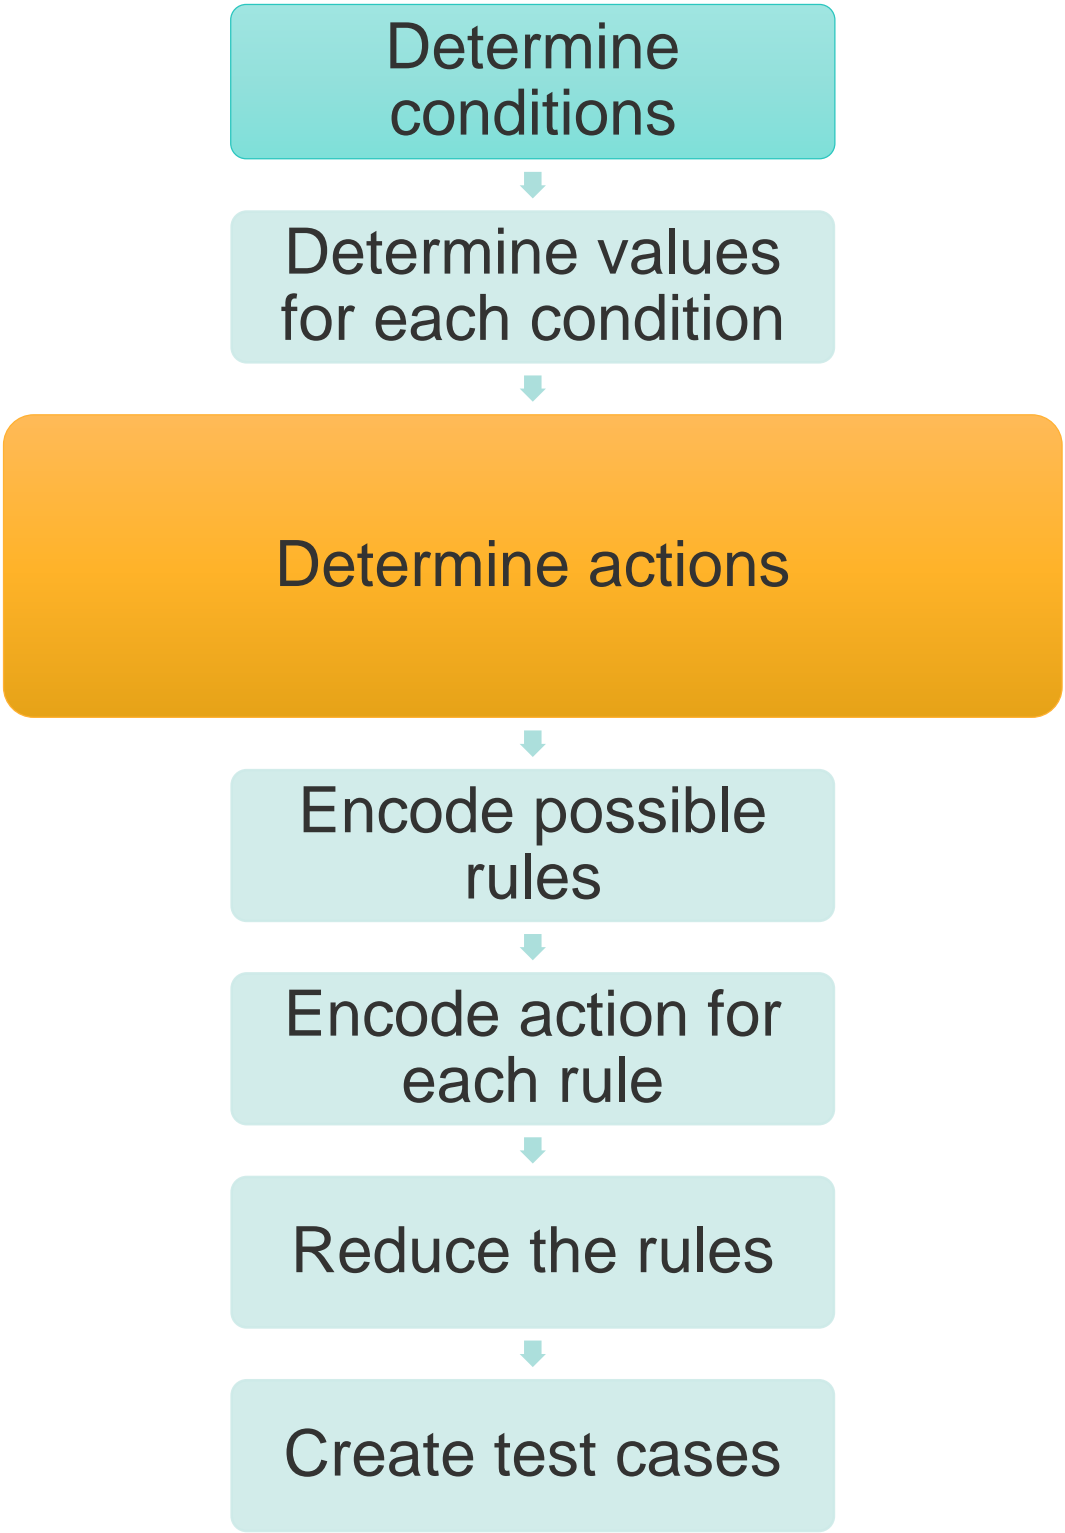 Determine
conditions
Determine values
for each condition
Determine actions
Encode possible
rules
Encode action for
each rule
Reduce the rules
Create test cases